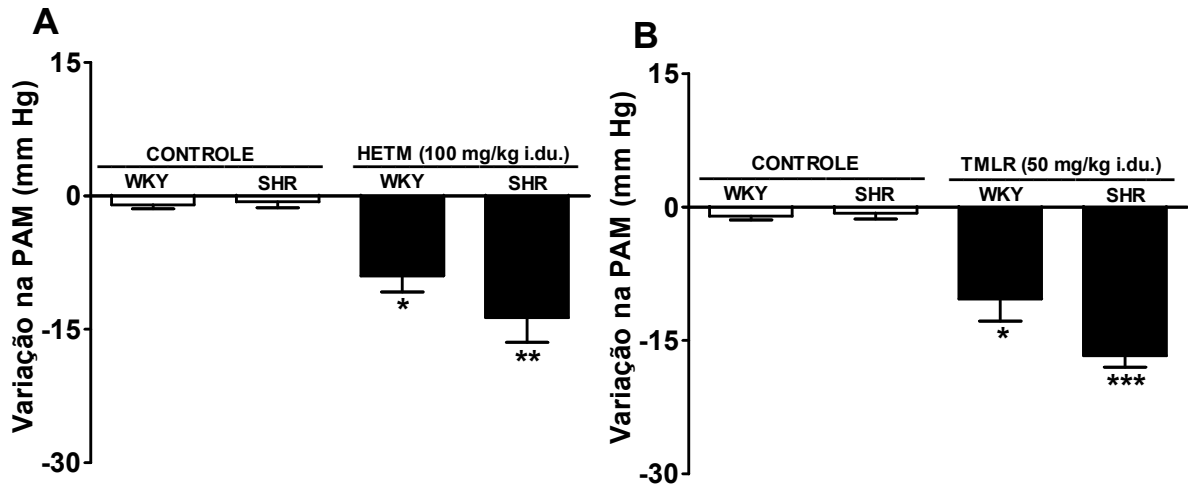 A
Variação na PAM (mm Hg)
15
0
-15
-30
CONTROLE
HETM (100 mg/kg i.du.)
WKY
SHR
WKY
SHR
*
**
B
Variação na PAM (mm Hg)
15
0
-15
-30
CONTROLE
TMLR (50 mg/kg i.du.)
WKY
SHR
WKY
SHR
*
***